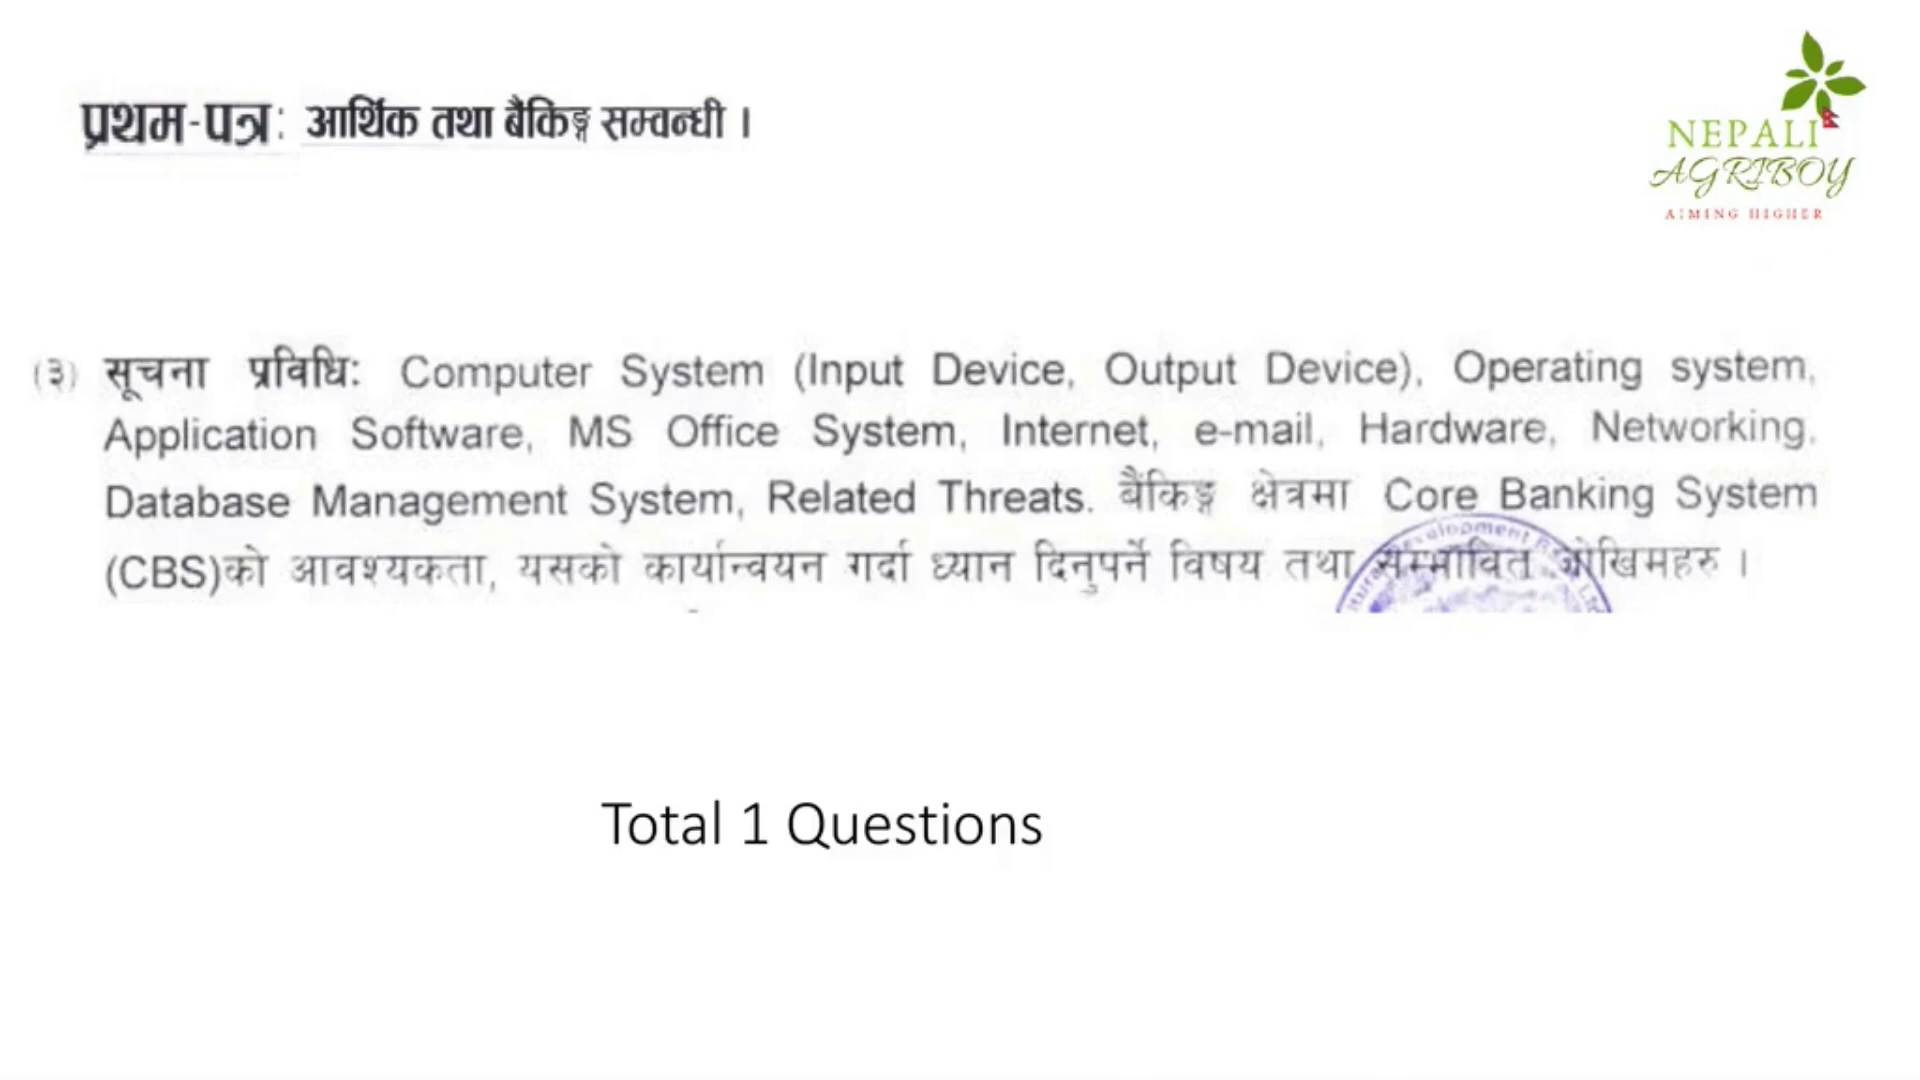 प्रथम-पत्र: आर्थिक तथा बैकिङ्ग सम्वन्धी ।
NEPALI
AGRIBOY
AIMING HIGHER
(३) सूचना प्रविधि: Computer System (Input Device, Output Device), Operating system,
Application Software, MS Office System, Internet, e-mail, Hardware, Networking,
Database Management System, Related Threats. बैंकिङ्ग क्षेत्रमा Core Banking System
(CBS)को आवश्यकता, यसको कार्यान्वयन गर्दा ध्यान दिनुपर्ने विषय तथा सम्भावित जोखिमहरु ।
Total 1 Questions